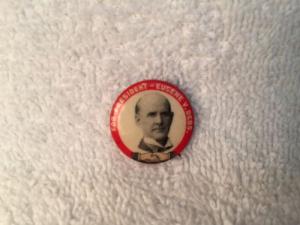 FOR PRESIDENT - EUGENE V. DEBS.